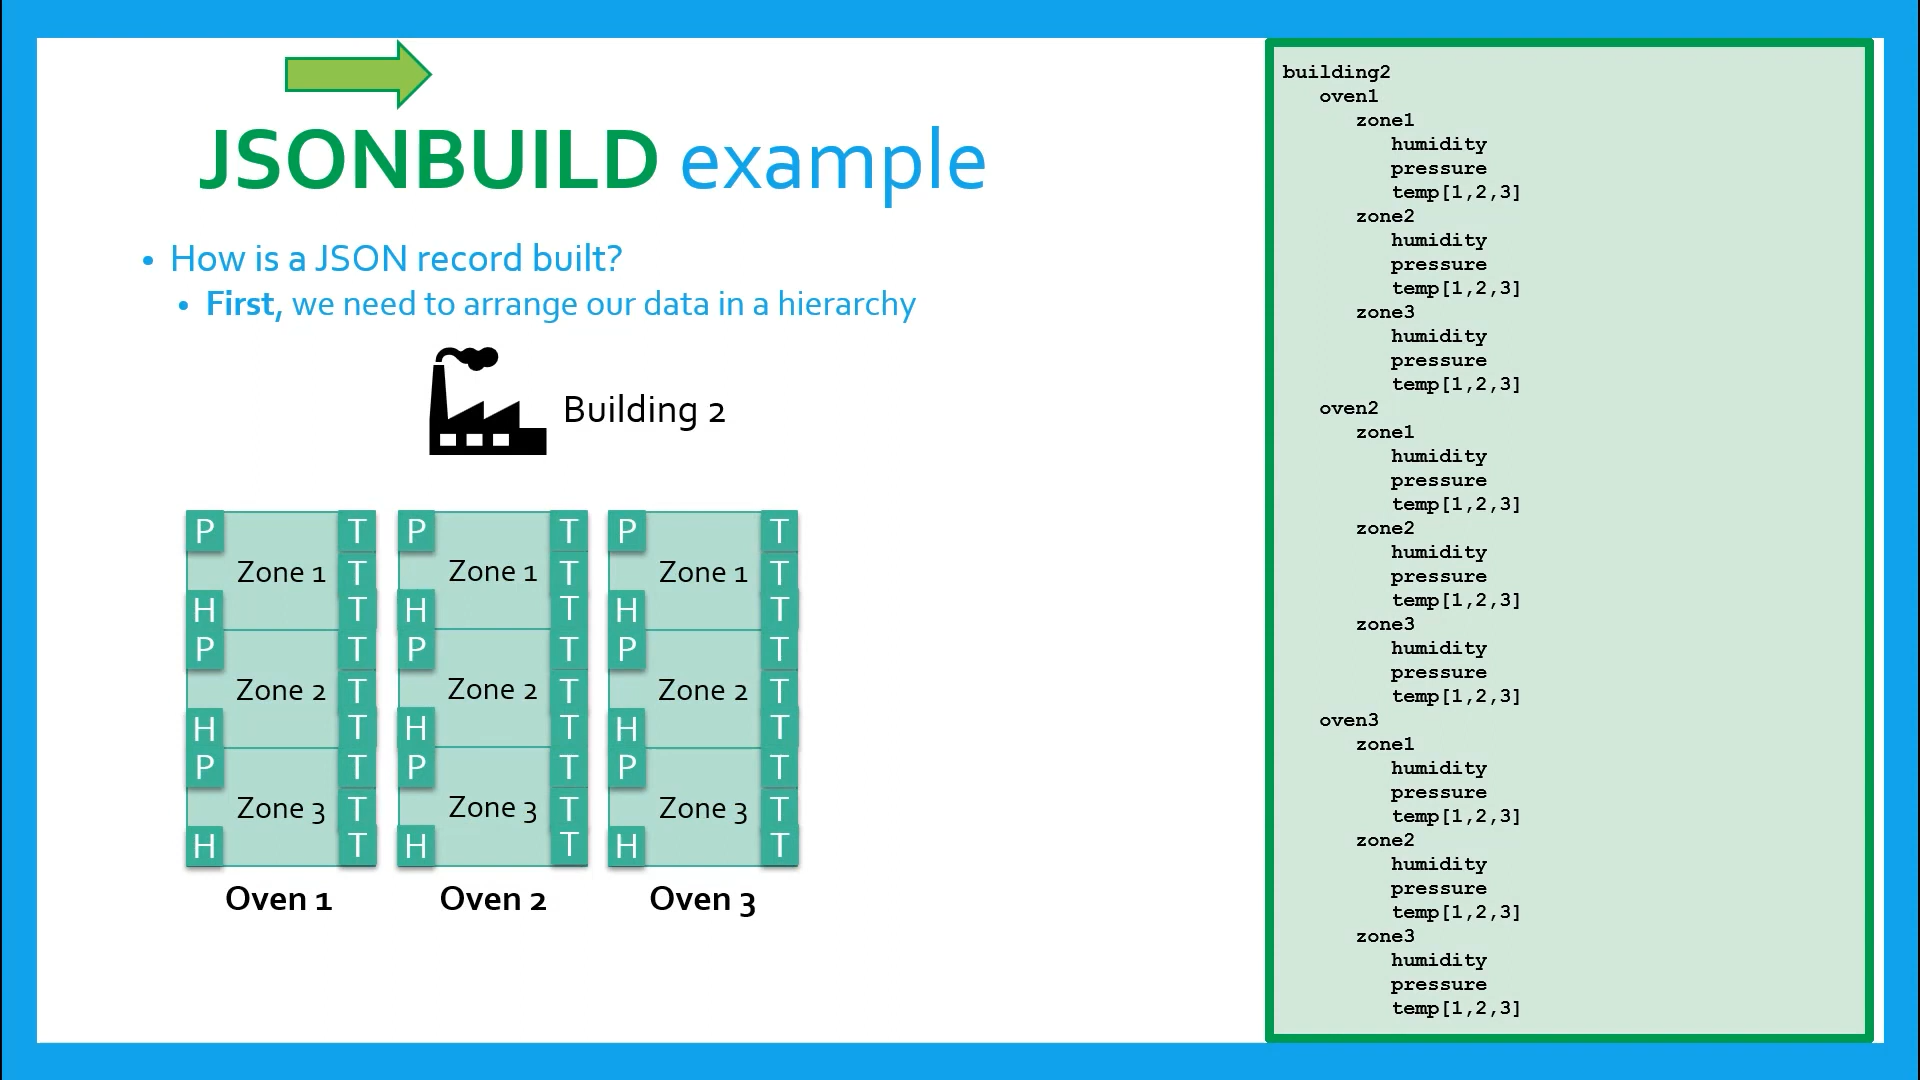 JSONBUILD example
• How is a JSON record built?
• First, we need to arrange our data in a hierarchy
Building 2
P T P T P T
Zone 1 T Zone 1 T Zone 1 T
H T H T H T
P T P T P T
Zone 2 T Zone 2 T Zone 2 T
H T H T H T
P T P T P T
Zone 3 T Zone 3 T Zone 3 T
H T H T H T
Oven 1 Oven 2 Oven 3
building2
oven1
zone1
humidity
pressure
temp[1,2,3]
zone2
humidity
pressure
temp[1,2,3]
zone3
humidity
pressure
temp[1,2,3]
oven2
zone1
humidity
pressure
temp[1,2,3]
zone2
humidity
pressure
temp[1,2,3]
zone3
humidity
pressure
temp[1,2,3]
oven3
zone1
humidity
pressure
temp[1,2,3]
zone2
humidity
pressure
temp[1,2,3]
zone3
humidity
pressure
temp[1,2,3]